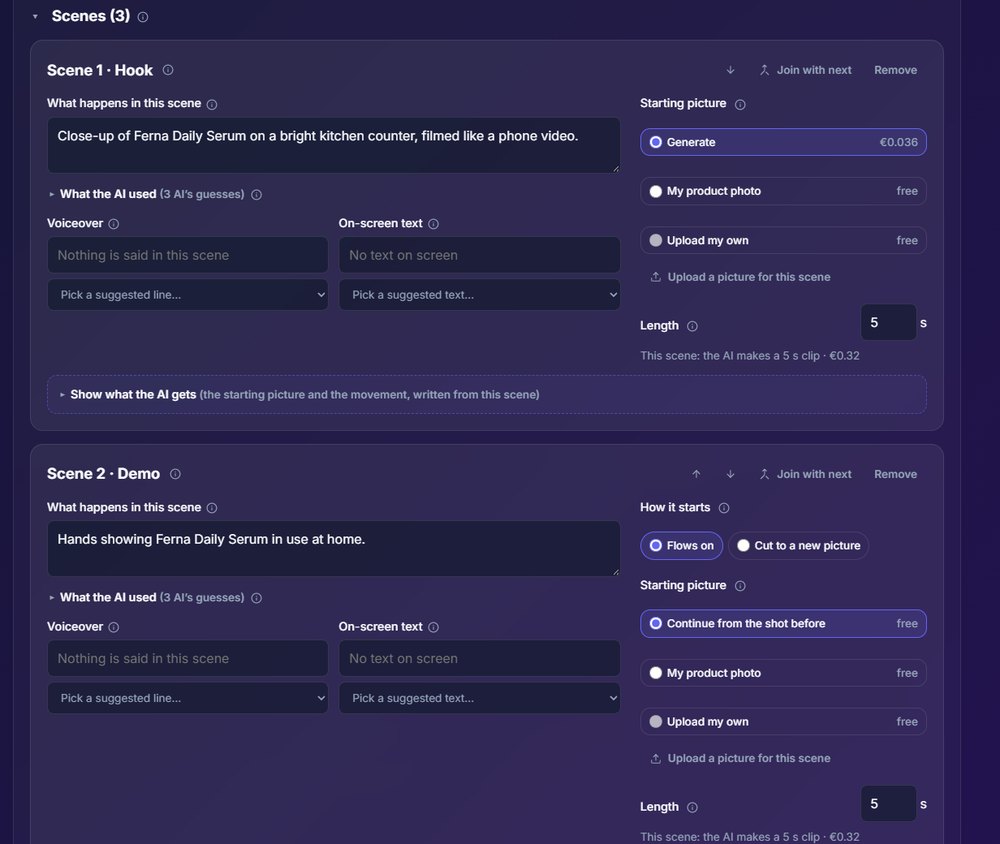 Scenes (3)
Scene 1 · Hook
Join with next
Remove
What happens in this scene
Close-up of Ferna Daily Serum on a bright kitchen counter, filmed like a phone video.
What the AI used (3 AI’s guesses)
Voiceover
Nothing is said in this scene
Pick a suggested line...
On-screen text
No text on screen
Pick a suggested text...
Starting picture
Generate €0.036
My product photo free
Upload my own free
Upload a picture for this scene
Length 5 s
This scene: the AI makes a 5 s clip · €0.32
Show what the AI gets (the starting picture and the movement, written from this scene)
Scene 2 · Demo
Join with next
Remove
What happens in this scene
Hands showing Ferna Daily Serum in use at home.
What the AI used (3 AI’s guesses)
Voiceover
Nothing is said in this scene
Pick a suggested line...
On-screen text
No text on screen
Pick a suggested text...
How it starts
Flows on
Cut to a new picture
Starting picture
Continue from the shot before free
My product photo free
Upload my own free
Upload a picture for this scene
Length 5 s
This scene: the AI makes a 5 s clip · €0.32